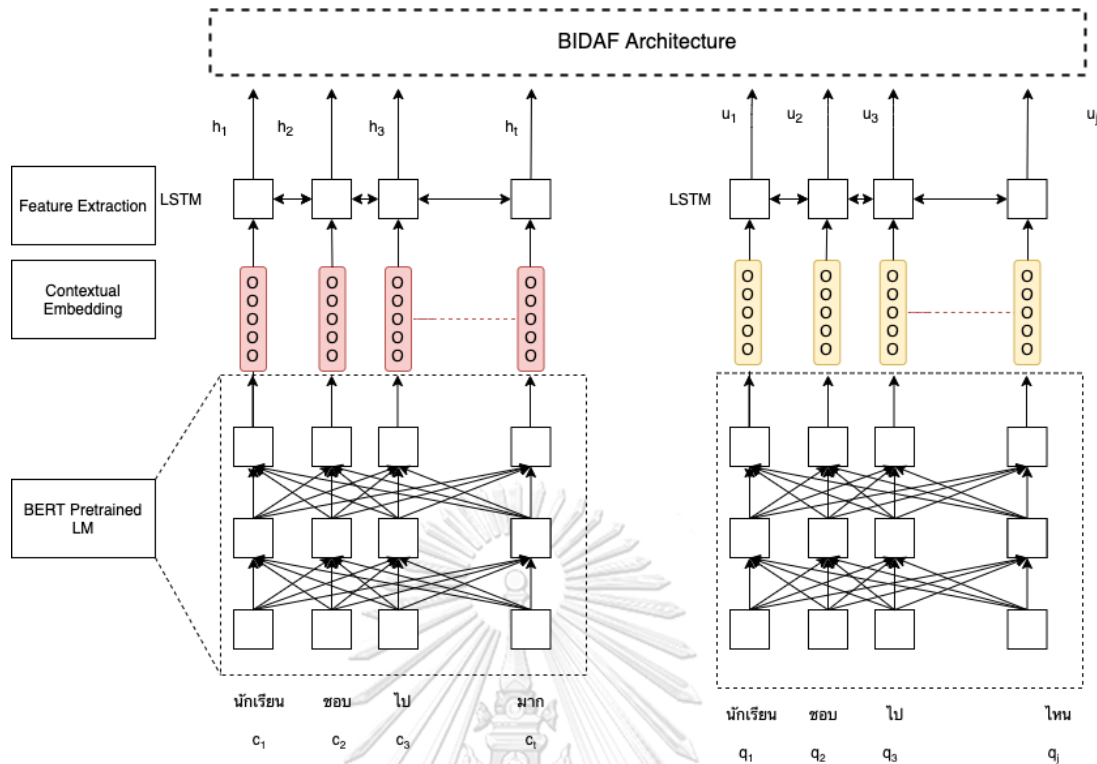 BIDAF Architecture
h1 h2 h3 ht u1 u2 u3 uj
Feature Extraction
LSTM
LSTM
Contextual
Embedding
O O O O O
O O O O O
O O O O O
O O O O O
O O O O O
O O O O O
O O O O O
O O O O O
BERT Pretrained
LM
นักเรียน ชอบ ไป มาก นักเรียน ชอบ ไป ไหน
c1 c2 c3 ct q1 q2 q3 qj